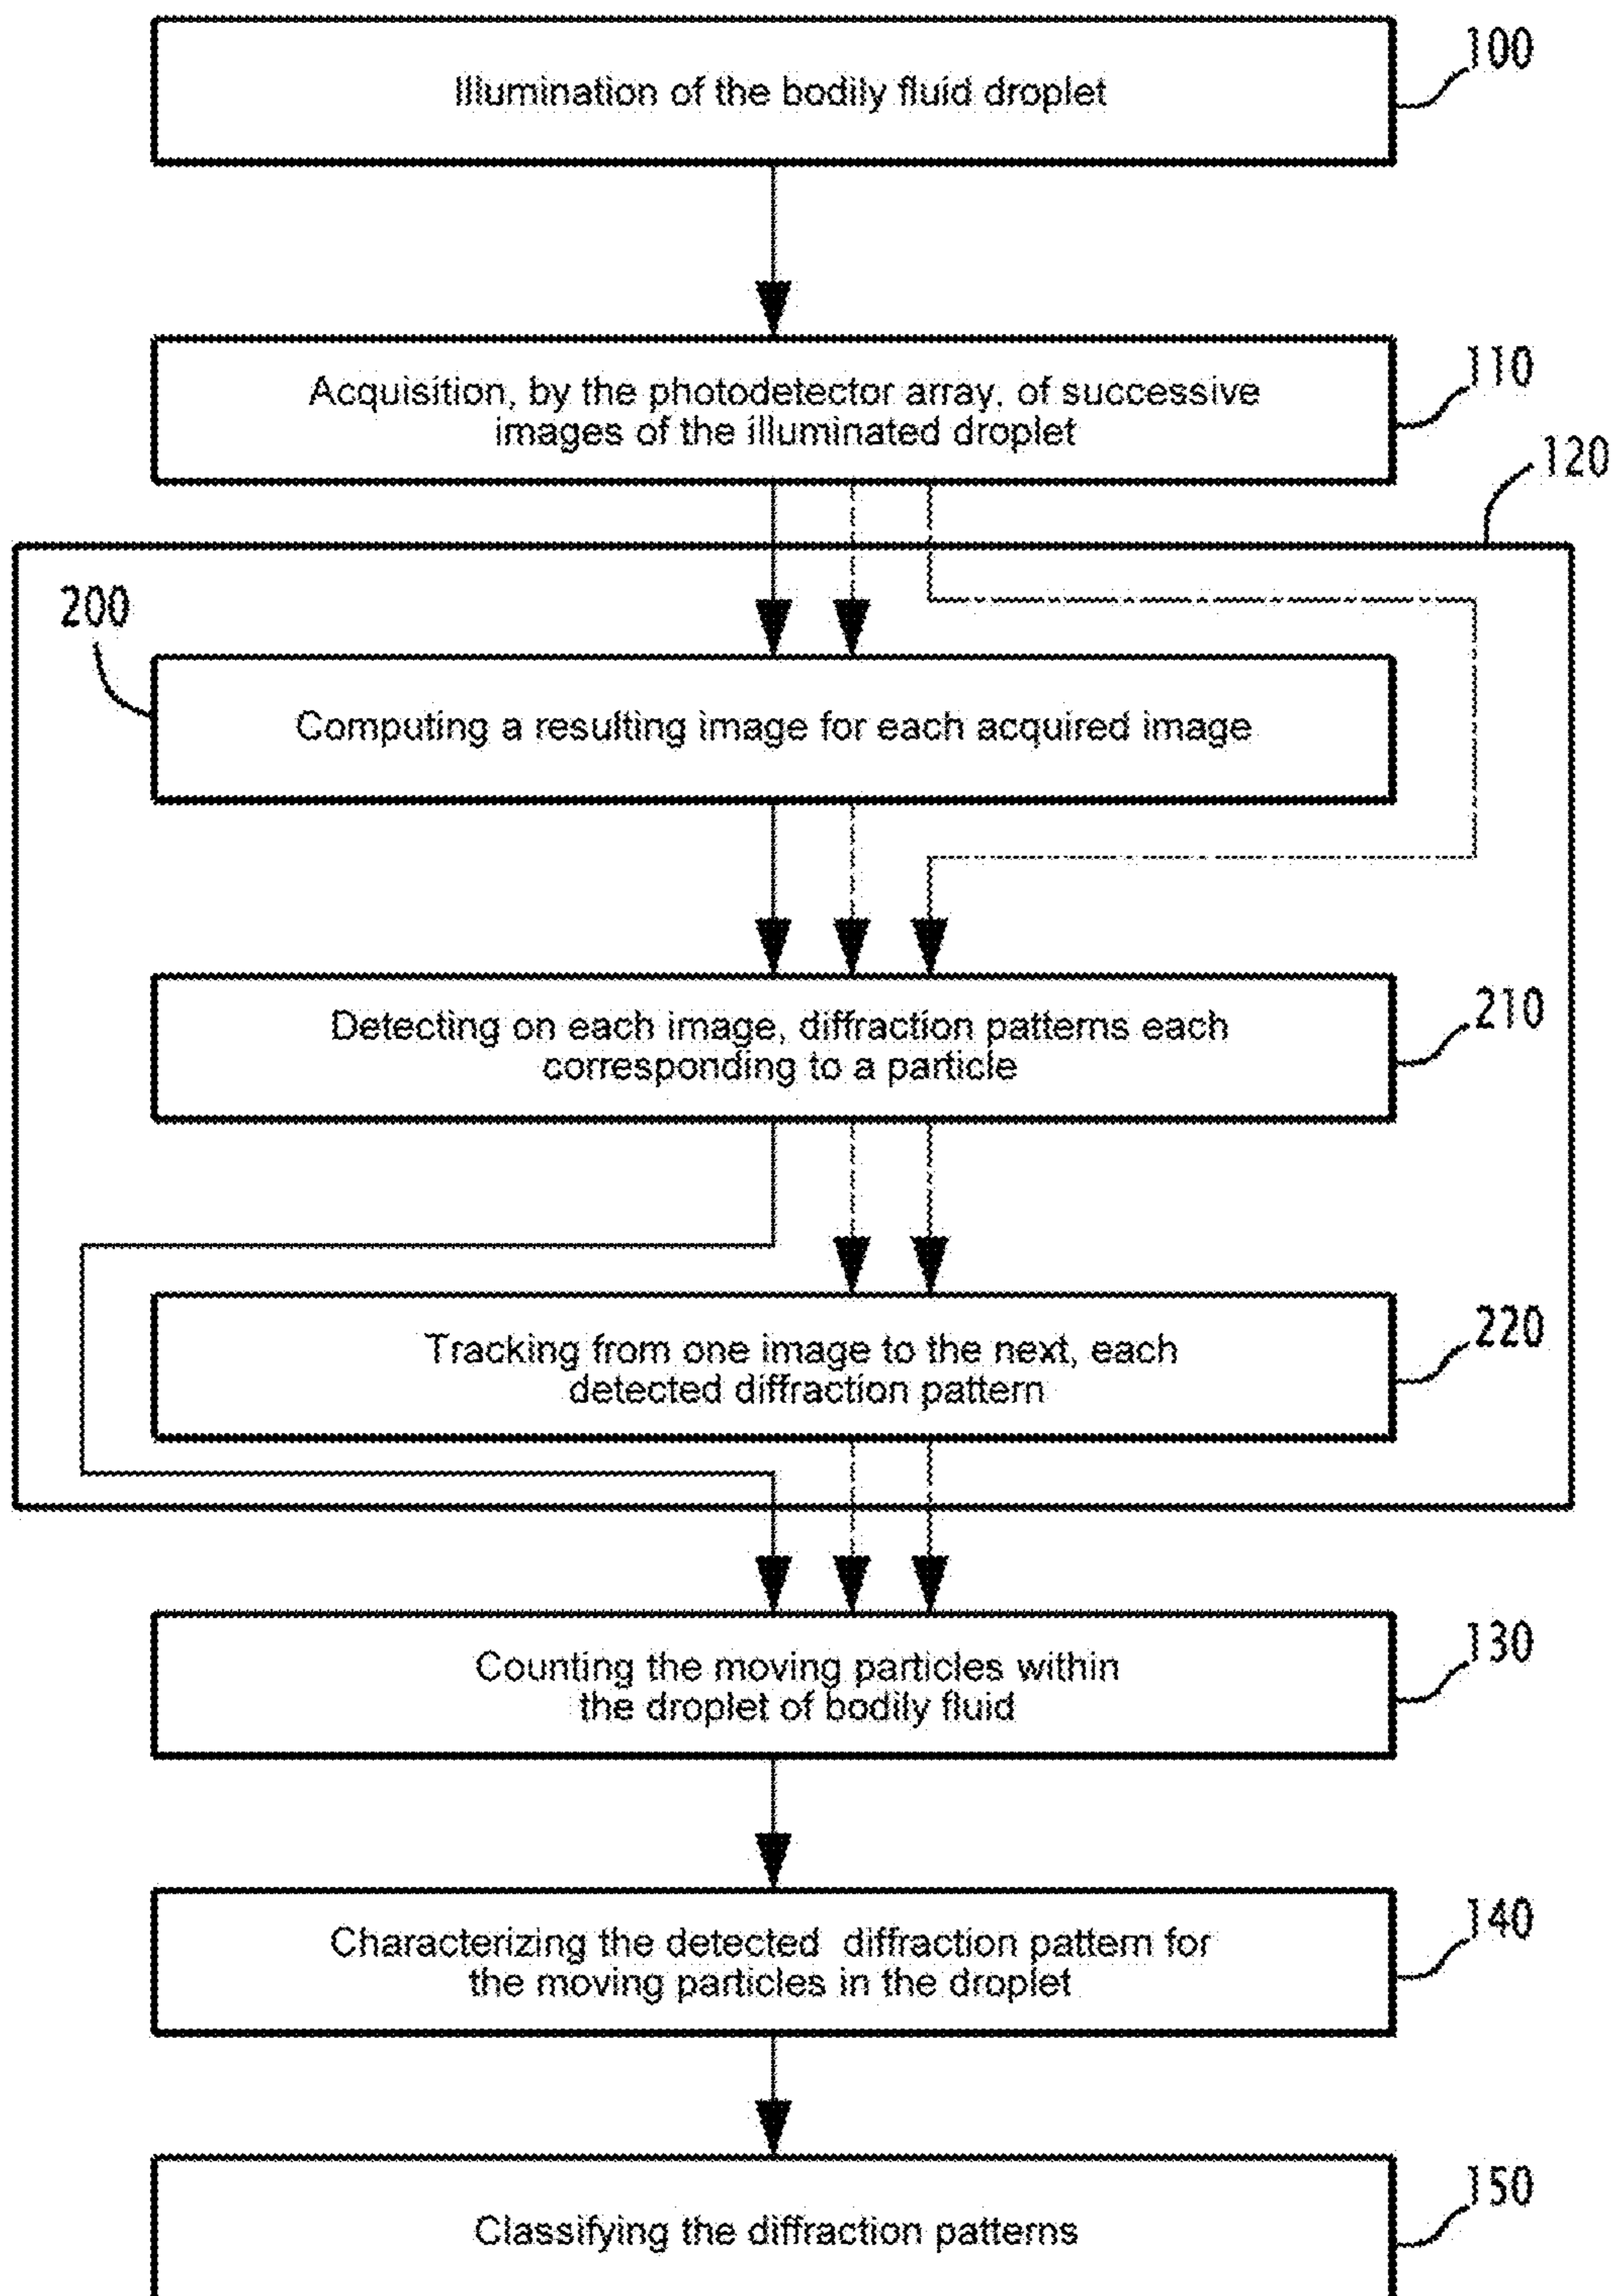 Illumination of the bodily fluid droplet
100
Acquisition, by the photodetector array, of successive
images of the illuminated droplet
110
120
200
Computing a resulting image for each acquired image
Detecting on each image, diffraction patterns each
corresponding to a particle
210
Tracking from one image to the next, each
detected diffraction pattern
220
Counting the moving particles within
the droplet of bodily fluid
130
Characterizing the detected diffraction pattern for
the moving particles in the droplet
140
Classifying the diffraction patterns
150